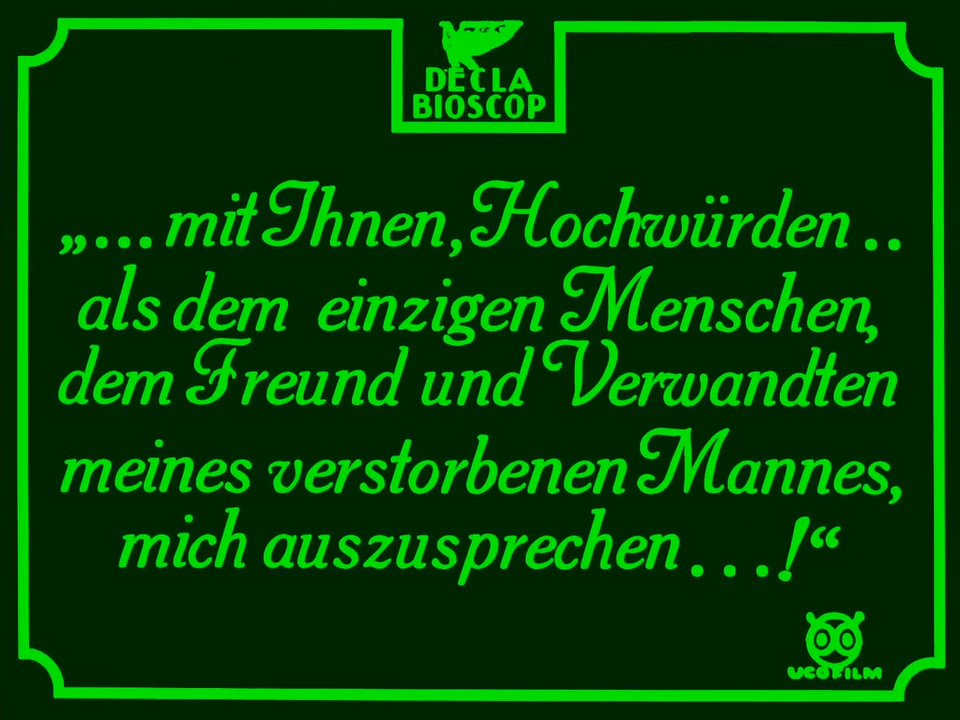 DECLA
BIOSCOP
„... mit Ihnen, Hochwürden ..
als dem einzigen Menschen,
dem Freund und Verwandten
meines verstorbenen Mannes,
mich auszusprechen ...!“
UCOFILM